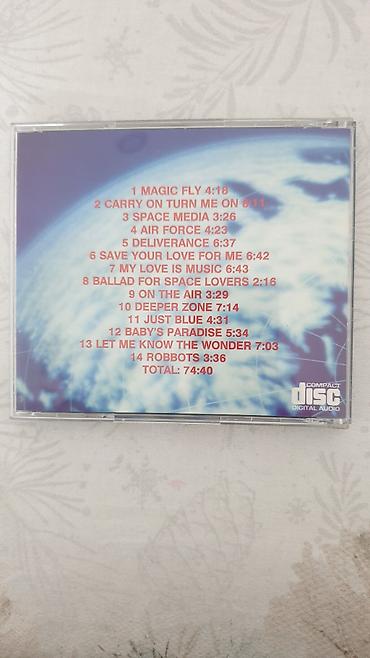 1 MAGIC FLY 4:18
2 CARRY ON TURN ME ON 8:11
3 SPACE MEDIA 3:26
4 AIR FORCE 4:23
5 DELIVERANCE 6:37
6 SAVE YOUR LOVE FOR ME 6:42
7 MY LOVE IS MUSIC 6:43
8 BALLAD FOR SPACE LOVERS 2:16
9 ON THE AIR 3:29
10 DEEPER ZONE 7:14
11 JUST BLUE 4:31
12 BABY'S PARADISE 5:34
13 LET ME KNOW THE WONDER 7:03
14 ROBBOTS 3:36
TOTAL: 74:40
COMPACT
disc
DIGITAL AUDIO